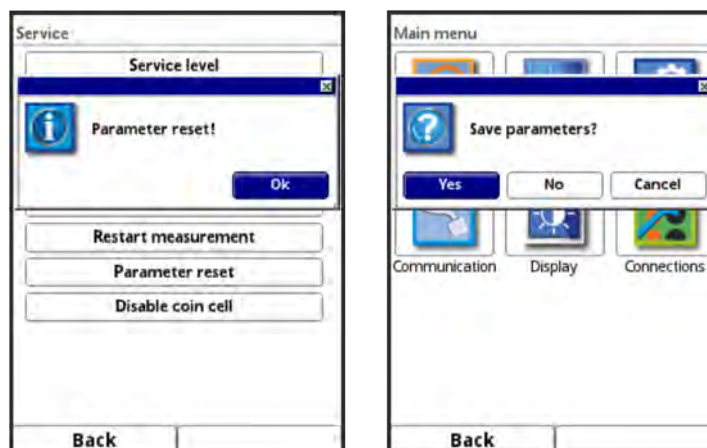 Service
Service level
Parameter reset!
Ok
Restart measurement
Parameter reset
Disable coin cell
Back
Main menu
Save parameters?
Yes No Cancel
Communication Display Connections
Back